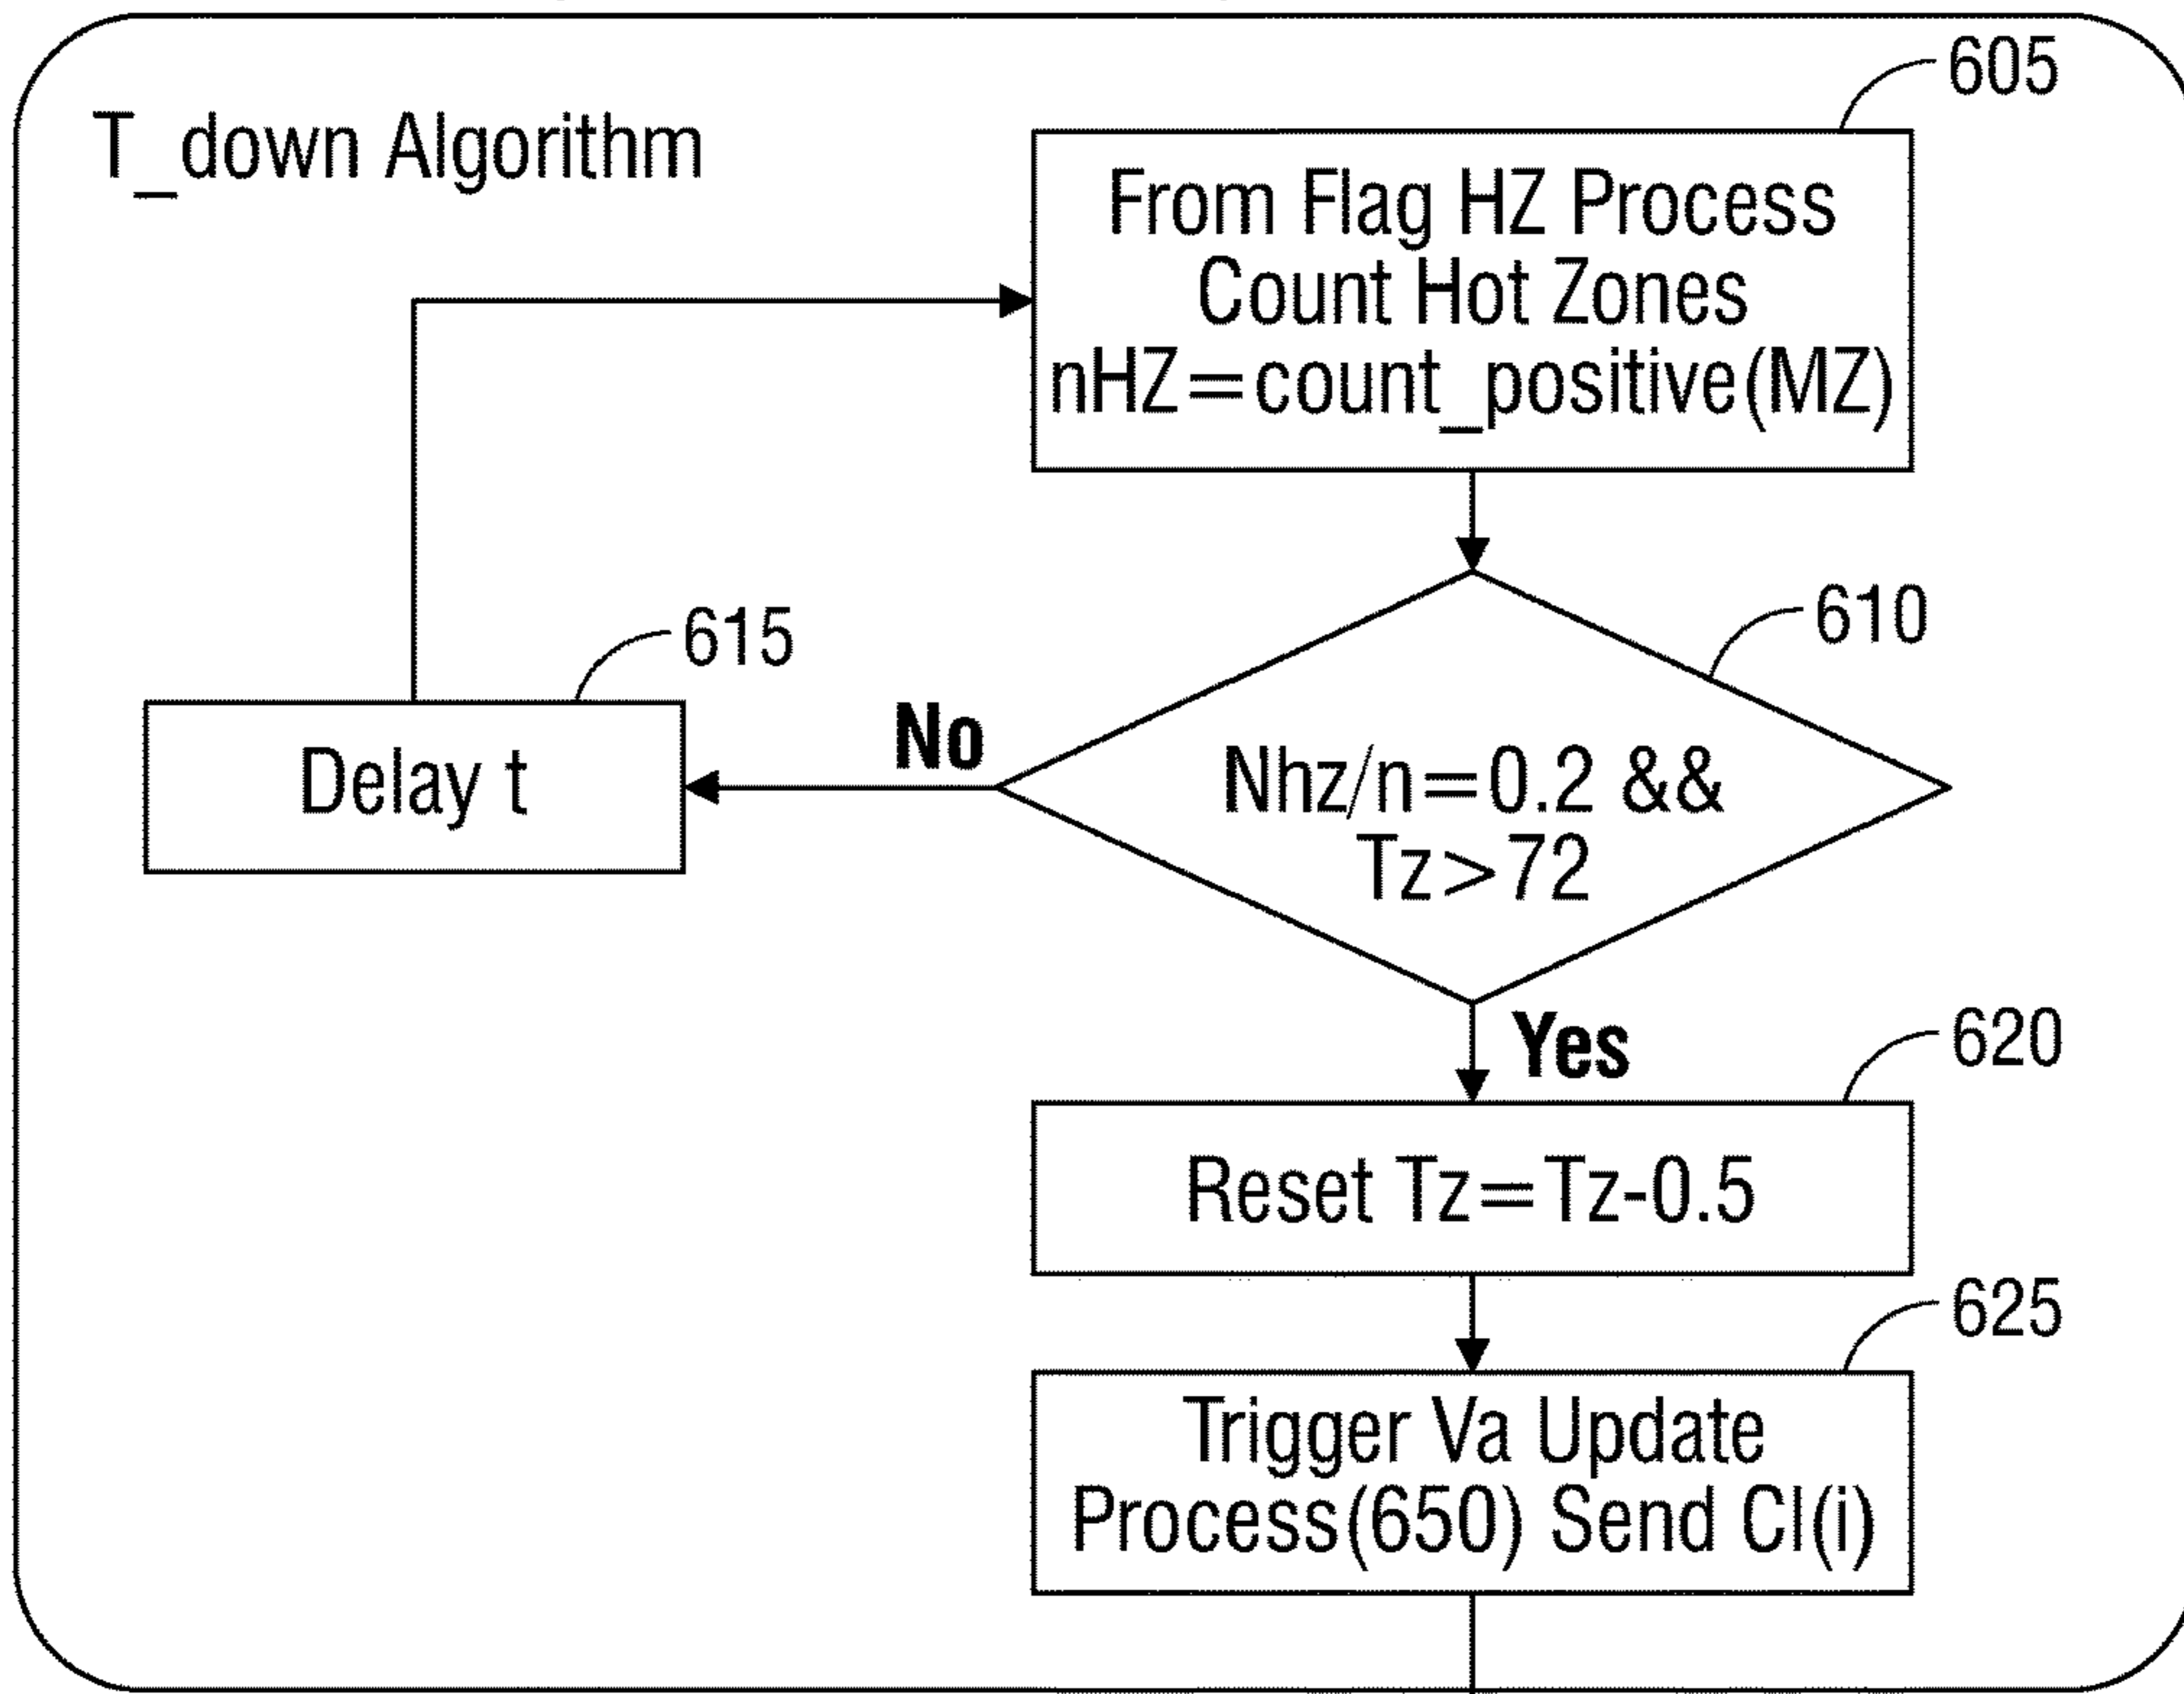 605
T_down Algorithm
From Flag HZ Process
Count Hot Zones
nHZ=count_positive(MZ)
610
615
No
Delay t
Nhz/n=0.2 &&
Tz>72
Yes
620
Reset Tz=Tz-0.5
625
Trigger Va Update
Process(650) Send Cl(i)